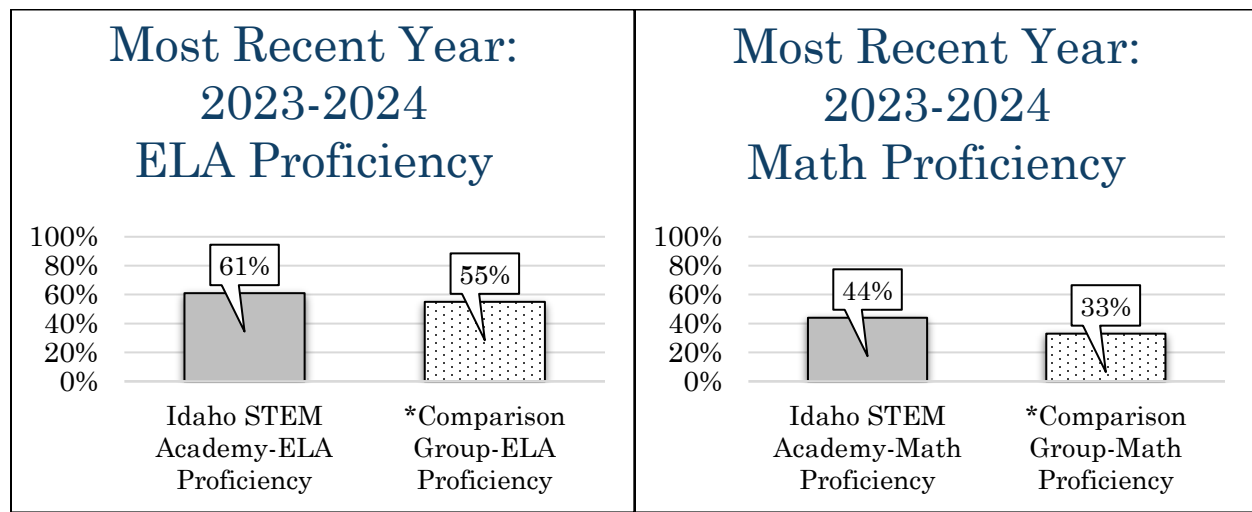 Most Recent Year:
2023-2024
ELA Proficiency
100%
80%
60%
40%
20%
0%
61%
55%
Idaho STEM
Academy-ELA
Proficiency
*Comparison
Group-ELA
Proficiency
Most Recent Year:
2023-2024
Math Proficiency
100%
80%
60%
40%
20%
0%
44%
33%
Idaho STEM
Academy-Math
Proficiency
*Comparison
Group-Math
Proficiency